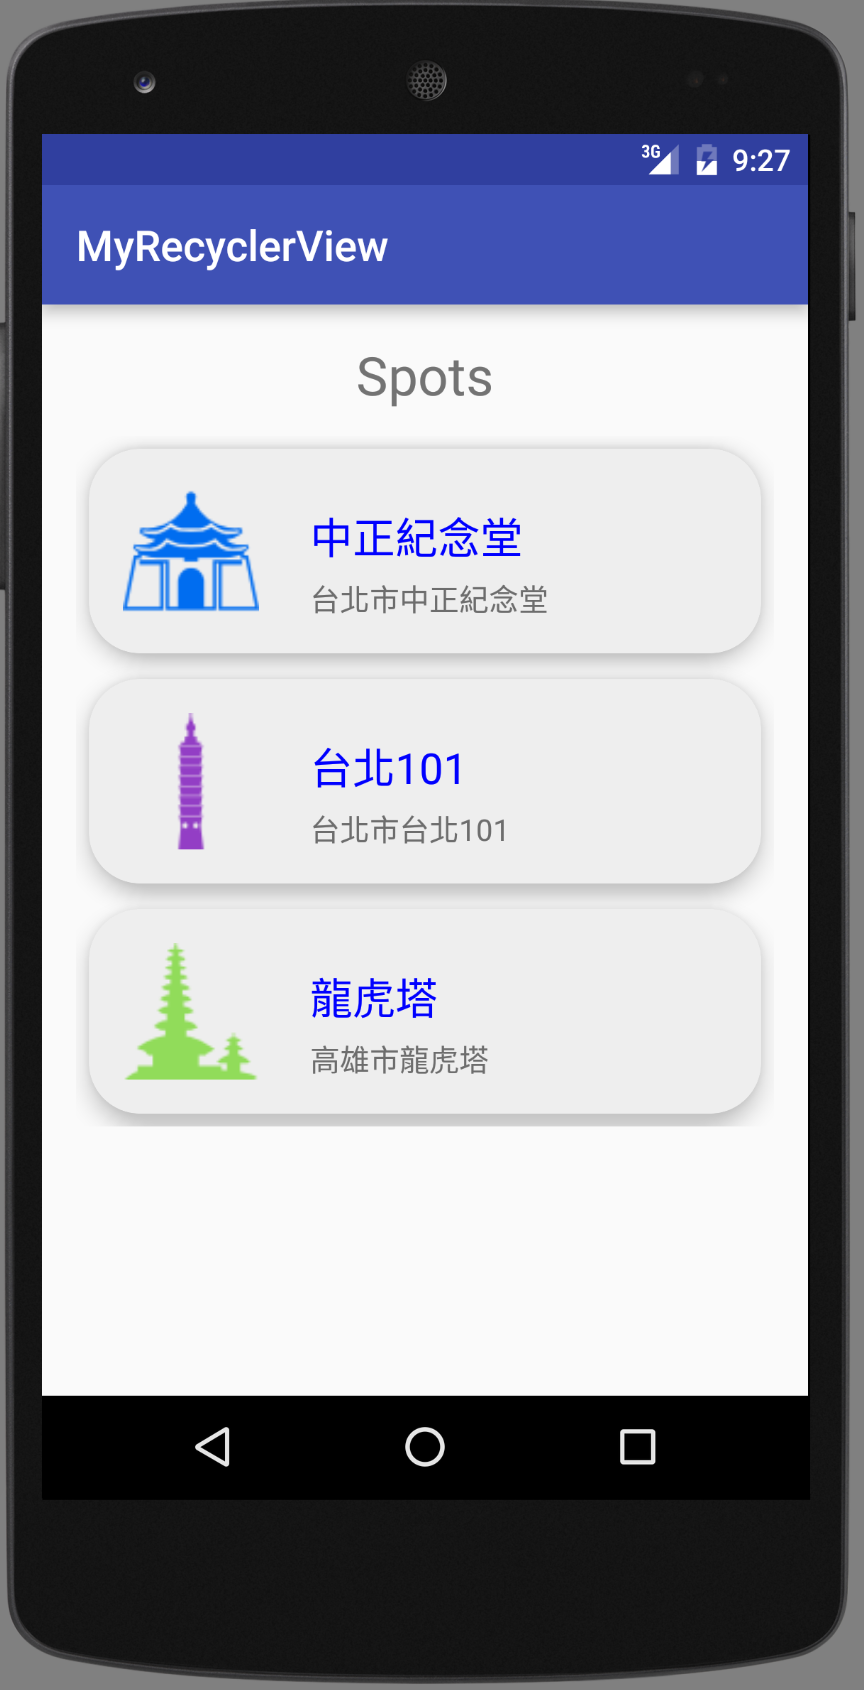 3G 9:27
MyRecyclerView
Spots
中正紀念堂
台北市中正紀念堂
台北101
台北市台北101
龍虎塔
高雄市龍虎塔